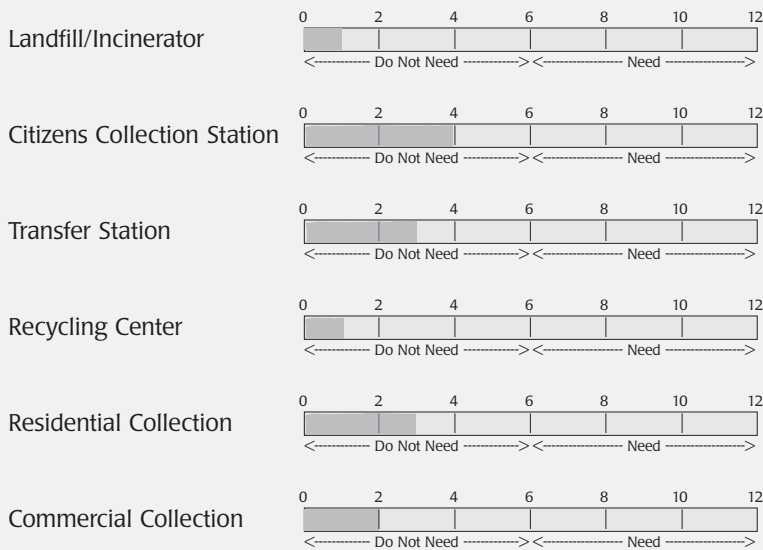 0 2 4 6 8 10 12
Landfill/Incinerator
<----------- Do Not Need -----------><---------------- Need ---------------->
0 2 4 6 8 10 12
Citizens Collection Station
<----------- Do Not Need -----------><---------------- Need ---------------->
0 2 4 6 8 10 12
Transfer Station
<----------- Do Not Need -----------><---------------- Need ---------------->
0 2 4 6 8 10 12
Recycling Center
<----------- Do Not Need -----------><---------------- Need ---------------->
0 2 4 6 8 10 12
Residential Collection
<----------- Do Not Need -----------><---------------- Need ---------------->
0 2 4 6 8 10 12
Commercial Collection
<----------- Do Not Need -----------><---------------- Need ---------------->